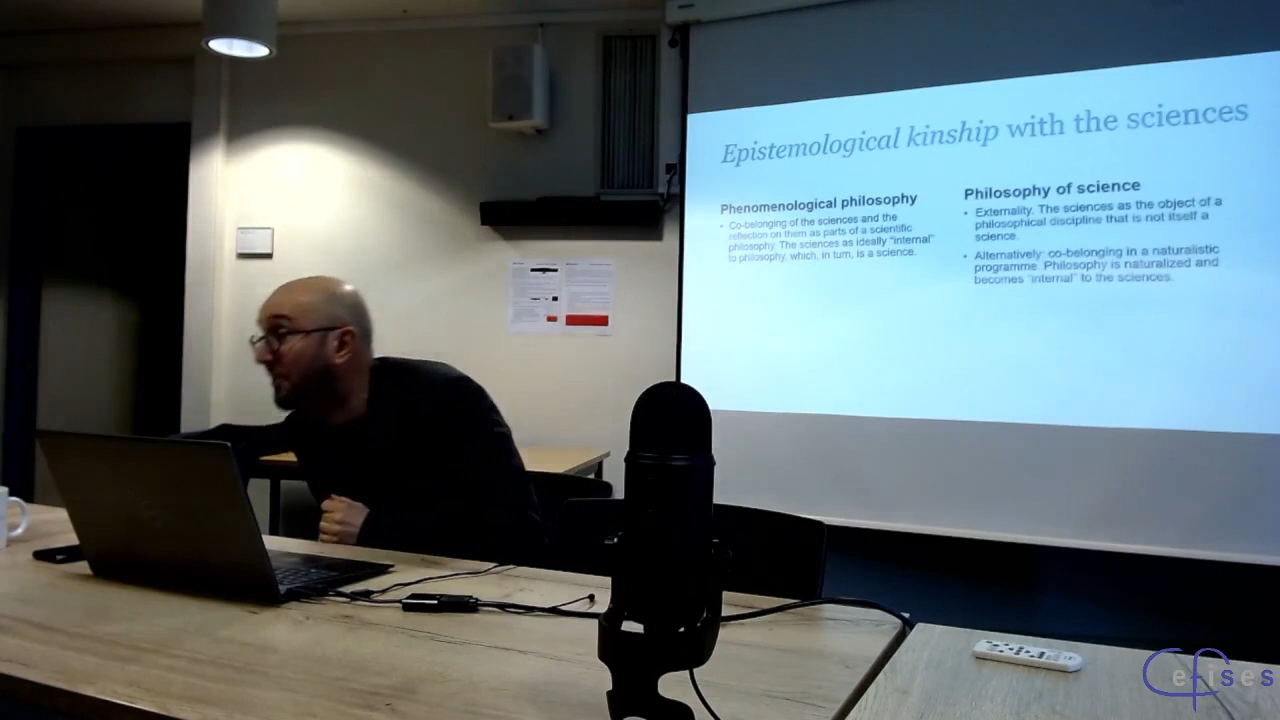 Epistemological kinship with the sciences
Phenomenological philosophy
• Co-belonging of the sciences and the
reflection on them as parts of a scientific
philosophy. The sciences as ideally “internal”
to philosophy, which, in turn, is a science.
Philosophy of science
• Externality. The sciences as the object of a
philosophical discipline that is not itself a
science.
• Alternatively: co-belonging in a naturalistic
programme. Philosophy is naturalized and
becomes “internal” to the sciences.
Cefises